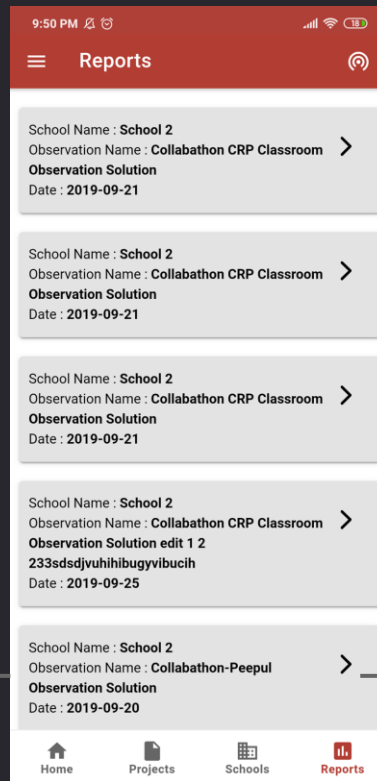 9:50 PM 18
Reports
School Name : School 2
Observation Name : Collabathon CRP Classroom
Observation Solution
Date : 2019-09-21
School Name : School 2
Observation Name : Collabathon CRP Classroom
Observation Solution
Date : 2019-09-21
School Name : School 2
Observation Name : Collabathon CRP Classroom
Observation Solution
Date : 2019-09-21
School Name : School 2
Observation Name : Collabathon CRP Classroom
Observation Solution edit 1 2
233sdsdjvuhihibugyvibucih
Date : 2019-09-25
School Name : School 2
Observation Name : Collabathon-Peepul
Observation Solution
Date : 2019-09-20
Home Projects Schools Reports